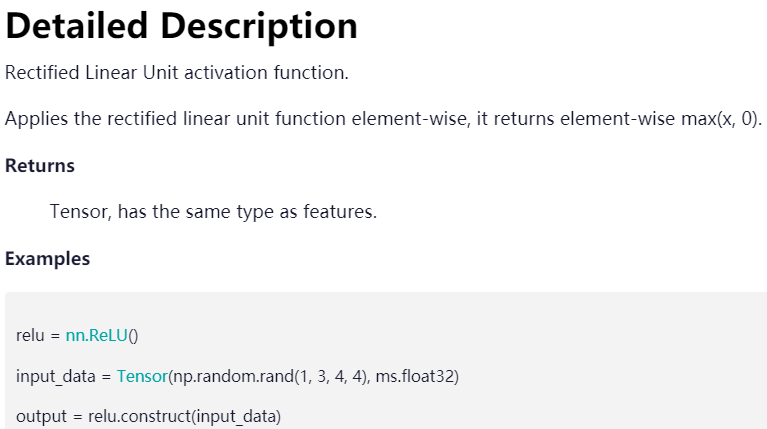 Detailed Description
Rectified Linear Unit activation function.
Applies the rectified linear unit function element-wise, it returns element-wise max(x, 0).
Returns
Tensor, has the same type as features.
Examples
relu = nn.ReLU()
input_data = Tensor(np.random.rand(1, 3, 4, 4), ms.float32)
output = relu.construct(input_data)